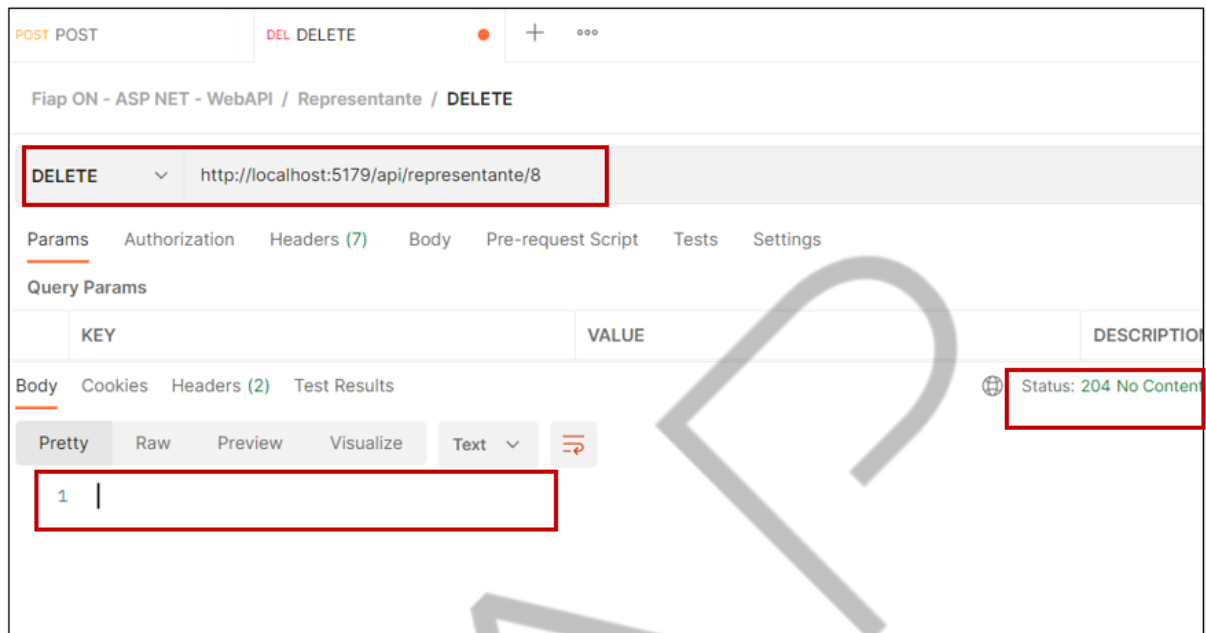 POST POST DEL DELETE
Fiap ON - ASP NET - WebAPI / Representante / DELETE
DELETE http://localhost:5179/api/representante/8
Params Authorization Headers (7) Body Pre-request Script Tests Settings
Query Params
KEY VALUE DESCRIPTION
Body Cookies Headers (2) Test Results Status: 204 No Content
Pretty Raw Preview Visualize Text
1